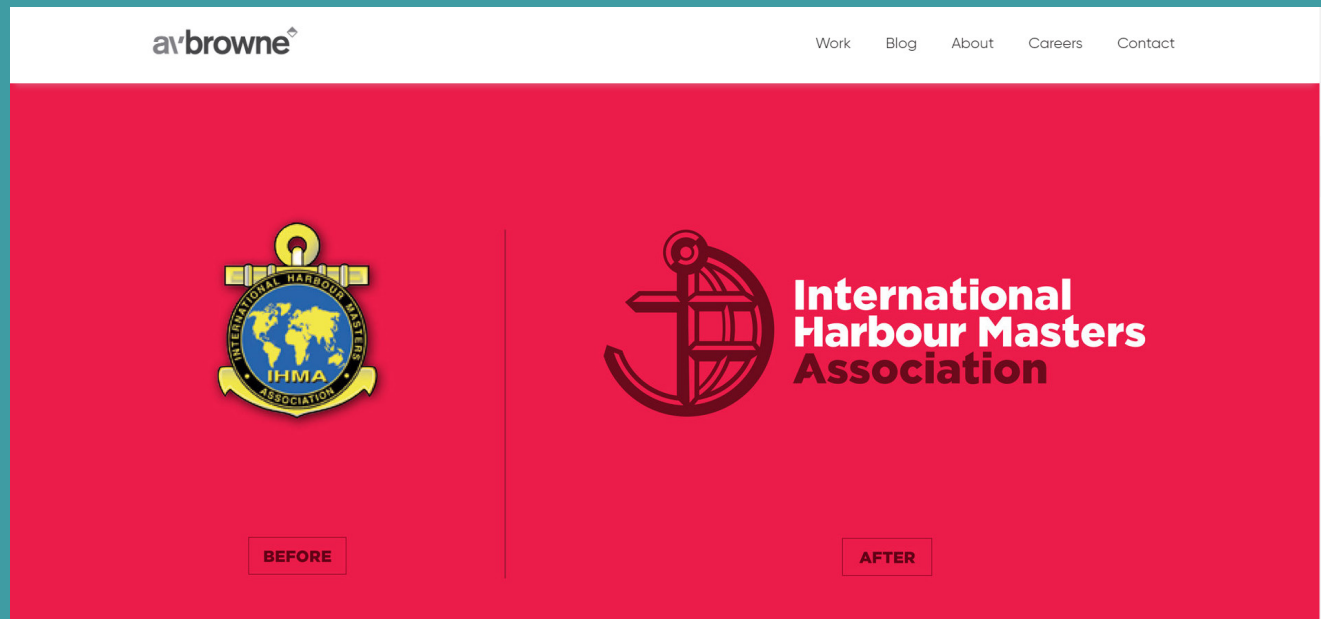 avbrowne
Work Blog About Careers Contact
INTERNATIONAL HARBOUR MASTERS
IHMA
• ASSOCIATION •
BEFORE
International
Harbour Masters
Association
AFTER